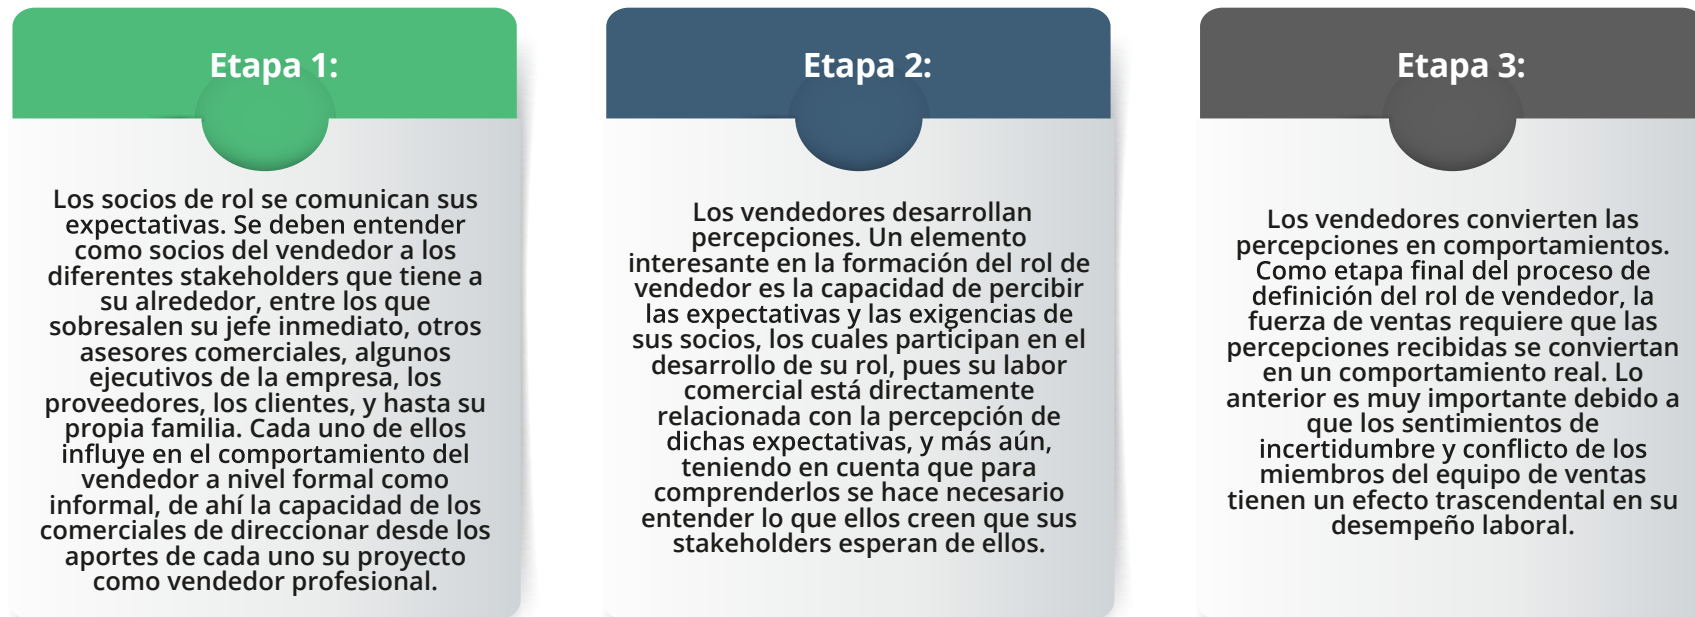 Etapa 1:
Los socios de rol se comunican sus
expectativas. Se deben entender
como socios del vendedor a los
diferentes stakeholders que tiene a
su alrededor, entre los que
sobresalen su jefe inmediato, otros
asesores comerciales, algunos
ejecutivos de la empresa, los
proveedores, los clientes, y hasta su
propia familia. Cada uno de ellos
influye en el comportamiento del
vendedor a nivel formal como
informal, de ahí la capacidad de los
comerciales de direccionar desde los
aportes de cada uno su proyecto
como vendedor profesional.
Etapa 2:
Los vendedores desarrollan
percepciones. Un elemento
interesante en la formación del rol de
vendedor es la capacidad de percibir
las expectativas y las exigencias de
sus socios, los cuales participan en el
desarrollo de su rol, pues su labor
comercial está directamente
relacionada con la percepción de
dichas expectativas, y más aún,
teniendo en cuenta que para
comprenderlos se hace necesario
entender lo que ellos creen que sus
stakeholders esperan de ellos.
Etapa 3:
Los vendedores convierten las
percepciones en comportamientos.
Como etapa final del proceso de
definición del rol de vendedor, la
fuerza de ventas requiere que las
percepciones recibidas se conviertan
en un comportamiento real. Lo
anterior es muy importante debido a
que los sentimientos de
incertidumbre y conflicto de los
miembros del equipo de ventas
tienen un efecto trascendental en su
desempeño laboral.